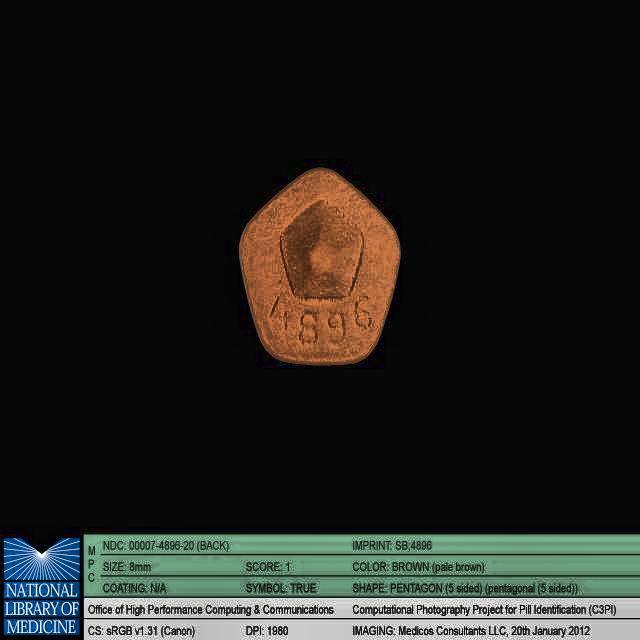 4896
MPC
NDC: 00007-4896-20 (BACK) IMPRINT: SB;4896
SIZE: 8mm SCORE: 1 COLOR: BROWN (pale brown)
COATING: N/A SYMBOL: TRUE SHAPE: PENTAGON (5 sided) (pentagonal (5 sided))
NATIONAL
LIBRARY OF
MEDICINE
Office of High Performance Computing & Communications Computational Photography Project for Pill Identification (C3PI)
CS: sRGB v1.31 (Canon) DPI: 1960 IMAGING: Medicos Consultants LLC, 20th January 2012